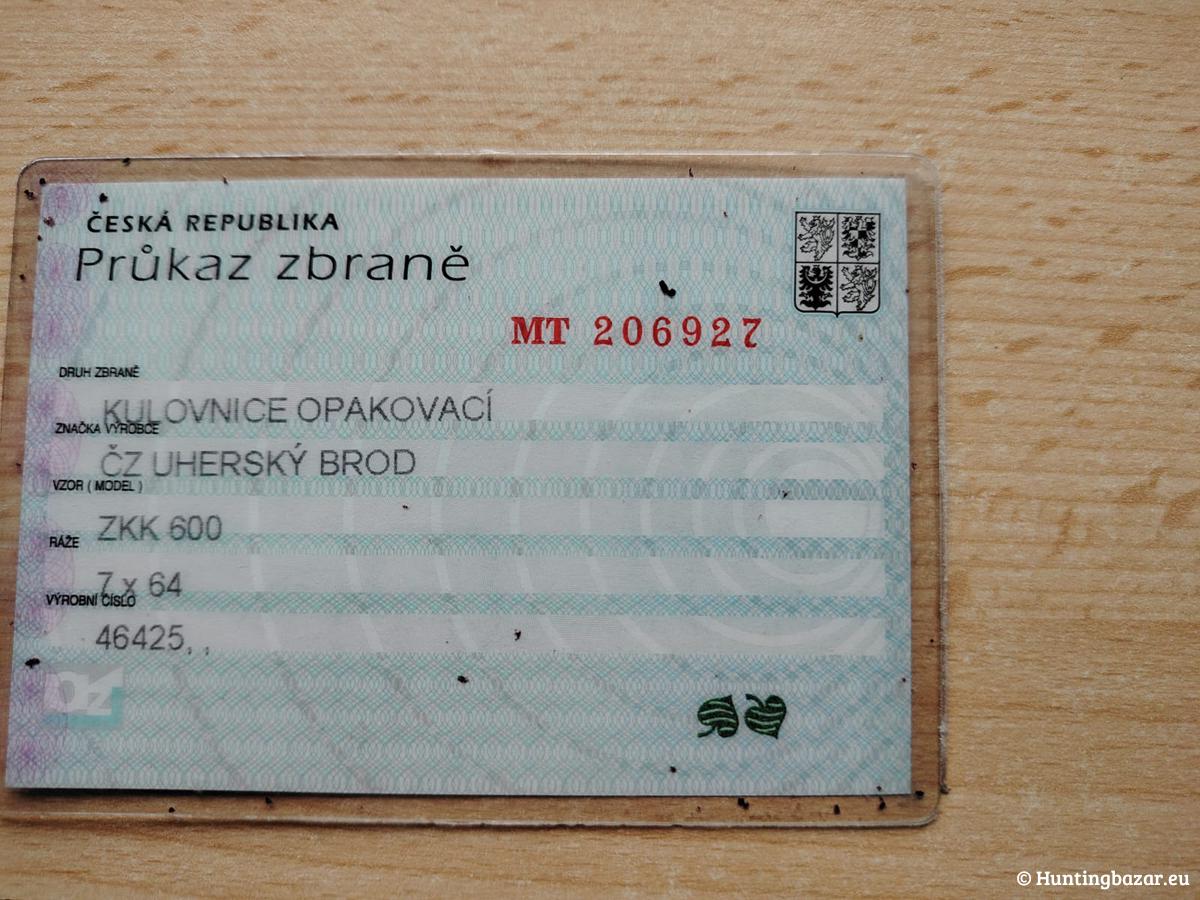 ČESKÁ REPUBLIKA
Průkaz zbraně
MT 206927
DRUH ZBRANĚ
KULOVNICE OPAKOVACÍ
ZNAČKA VÝROBCE
ČZ UHERSKÝ BROD
VZOR ( MODEL )
ZKK 600
RÁŽE
7 x 64
VÝROBNÍ ČÍSLO
46425, ,
© Huntingbazar.eu